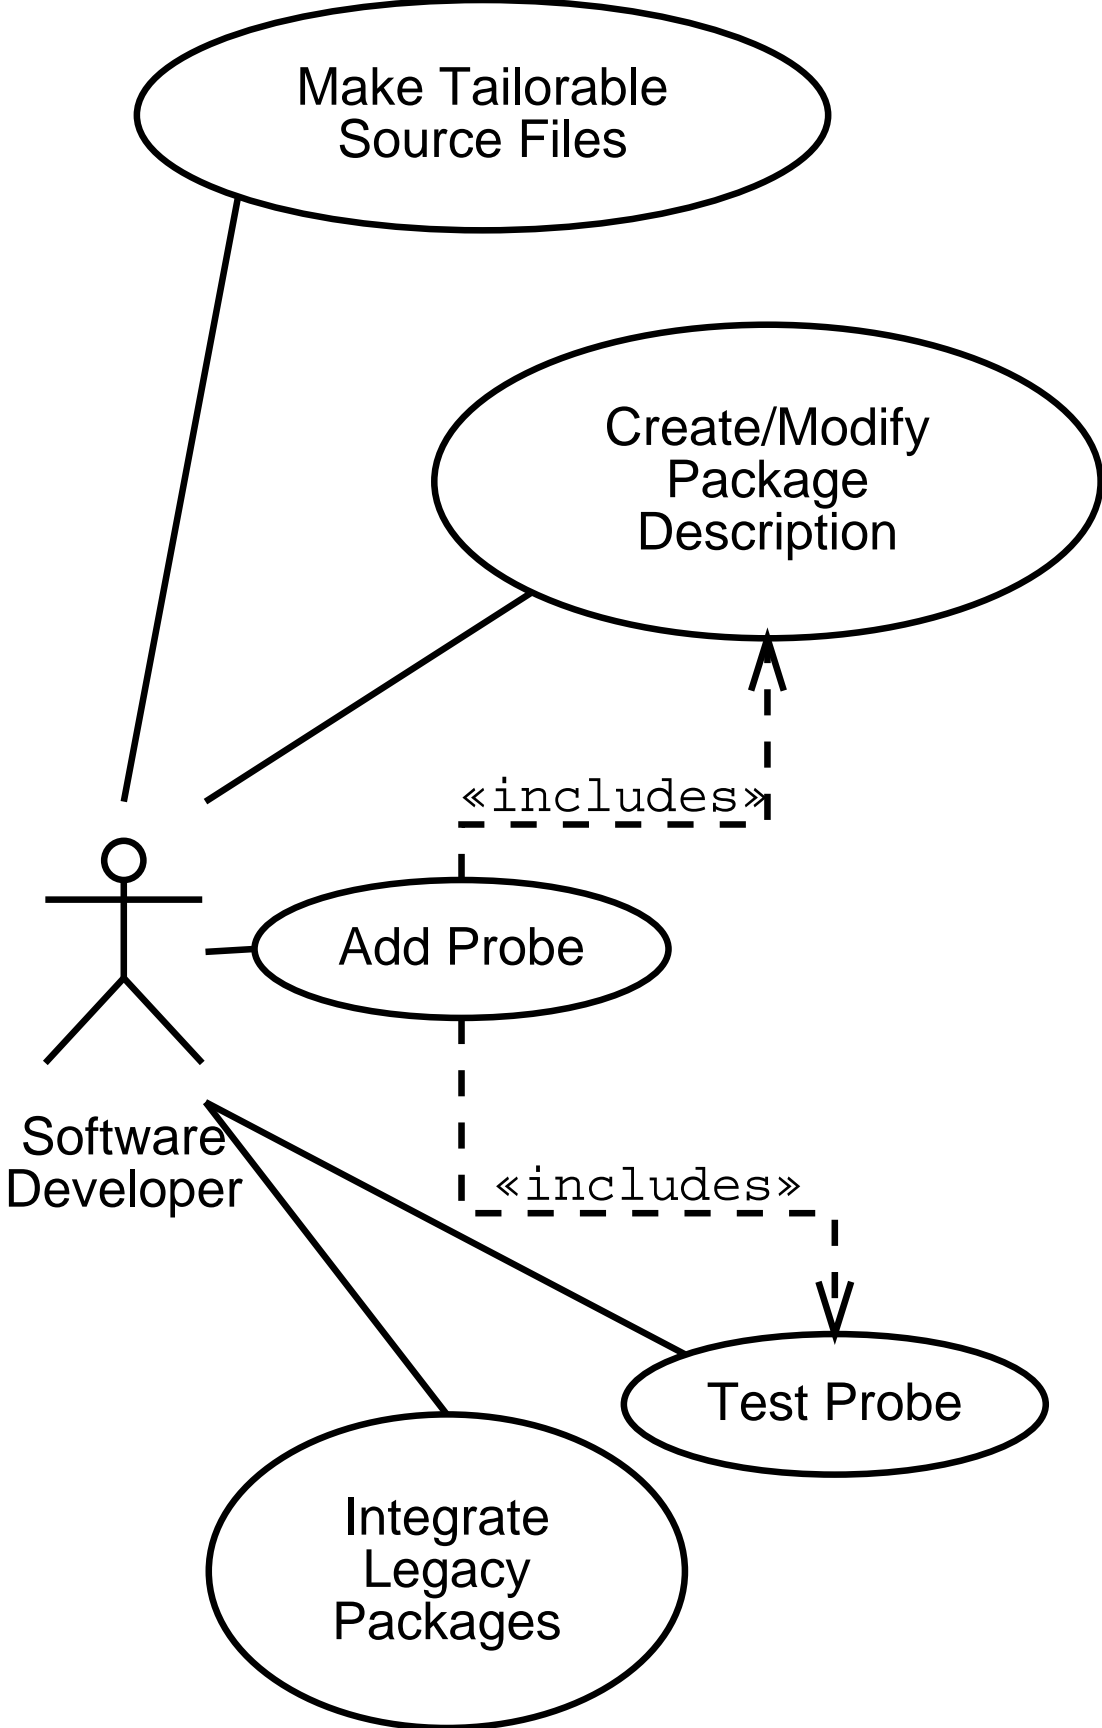 Make Tailorable
Source Files
Create/Modify
Package
Description
«includes»
Add Probe
Software
Developer
«includes»
Test Probe
Integrate
Legacy
Packages